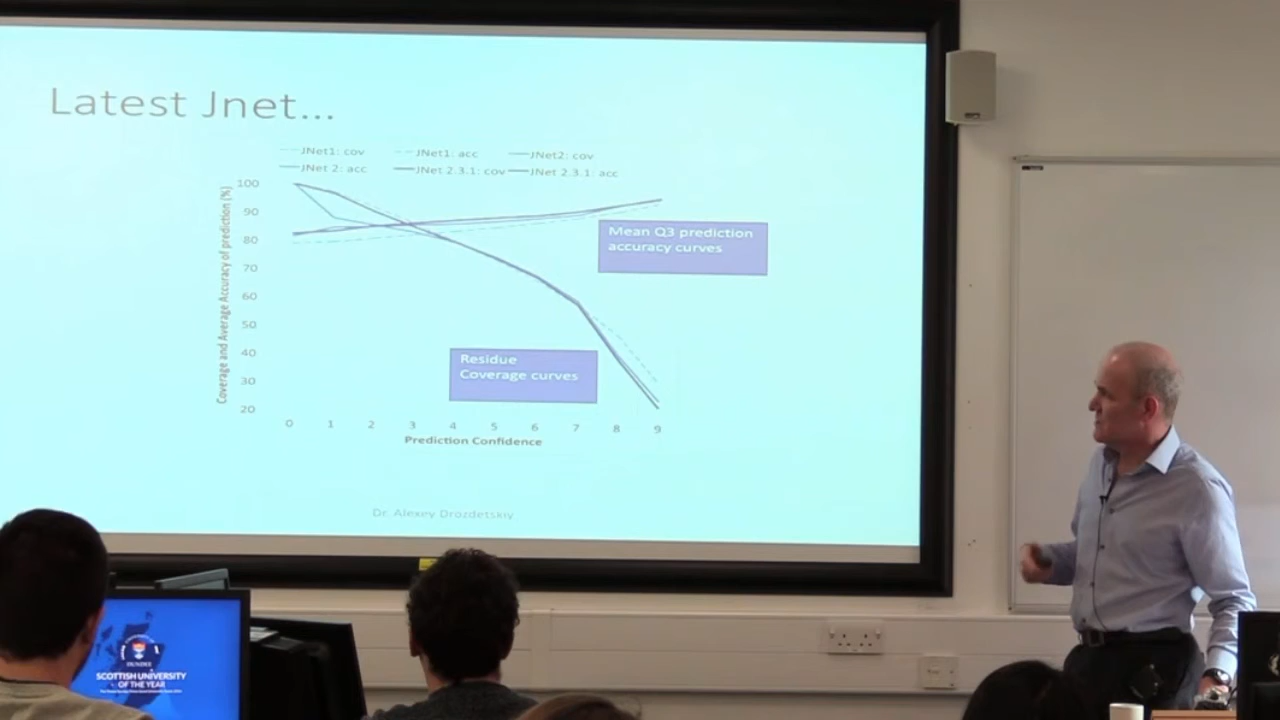 Latest Jnet...
JNet1: cov JNet1: acc JNet2: cov
JNet 2: acc JNet 2.3.1: cov JNet 2.3.1: acc
Coverage and Average Accuracy of prediction (%)
100
90
80
70
60
50
40
30
20
0 1 2 3 4 5 6 7 8 9
Prediction Confidence
Mean Q3 prediction
accuracy curves
Residue
Coverage curves
Dr. Alexey Drozdetskiy
DUNDEE
SCOTTISH UNIVERSITY
OF THE YEAR